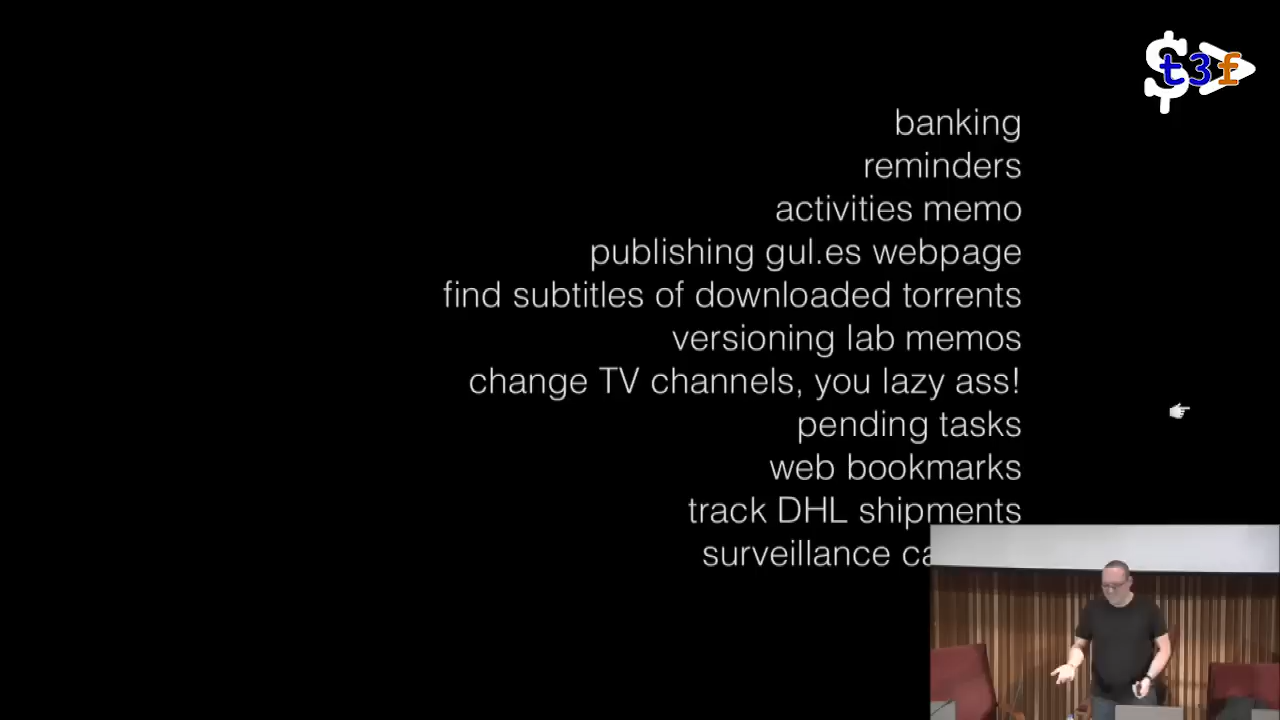 $t3f
banking
reminders
activities memo
publishing gul.es webpage
find subtitles of downloaded torrents
versioning lab memos
change TV channels, you lazy ass!
pending tasks
web bookmarks
track DHL shipments
surveillance